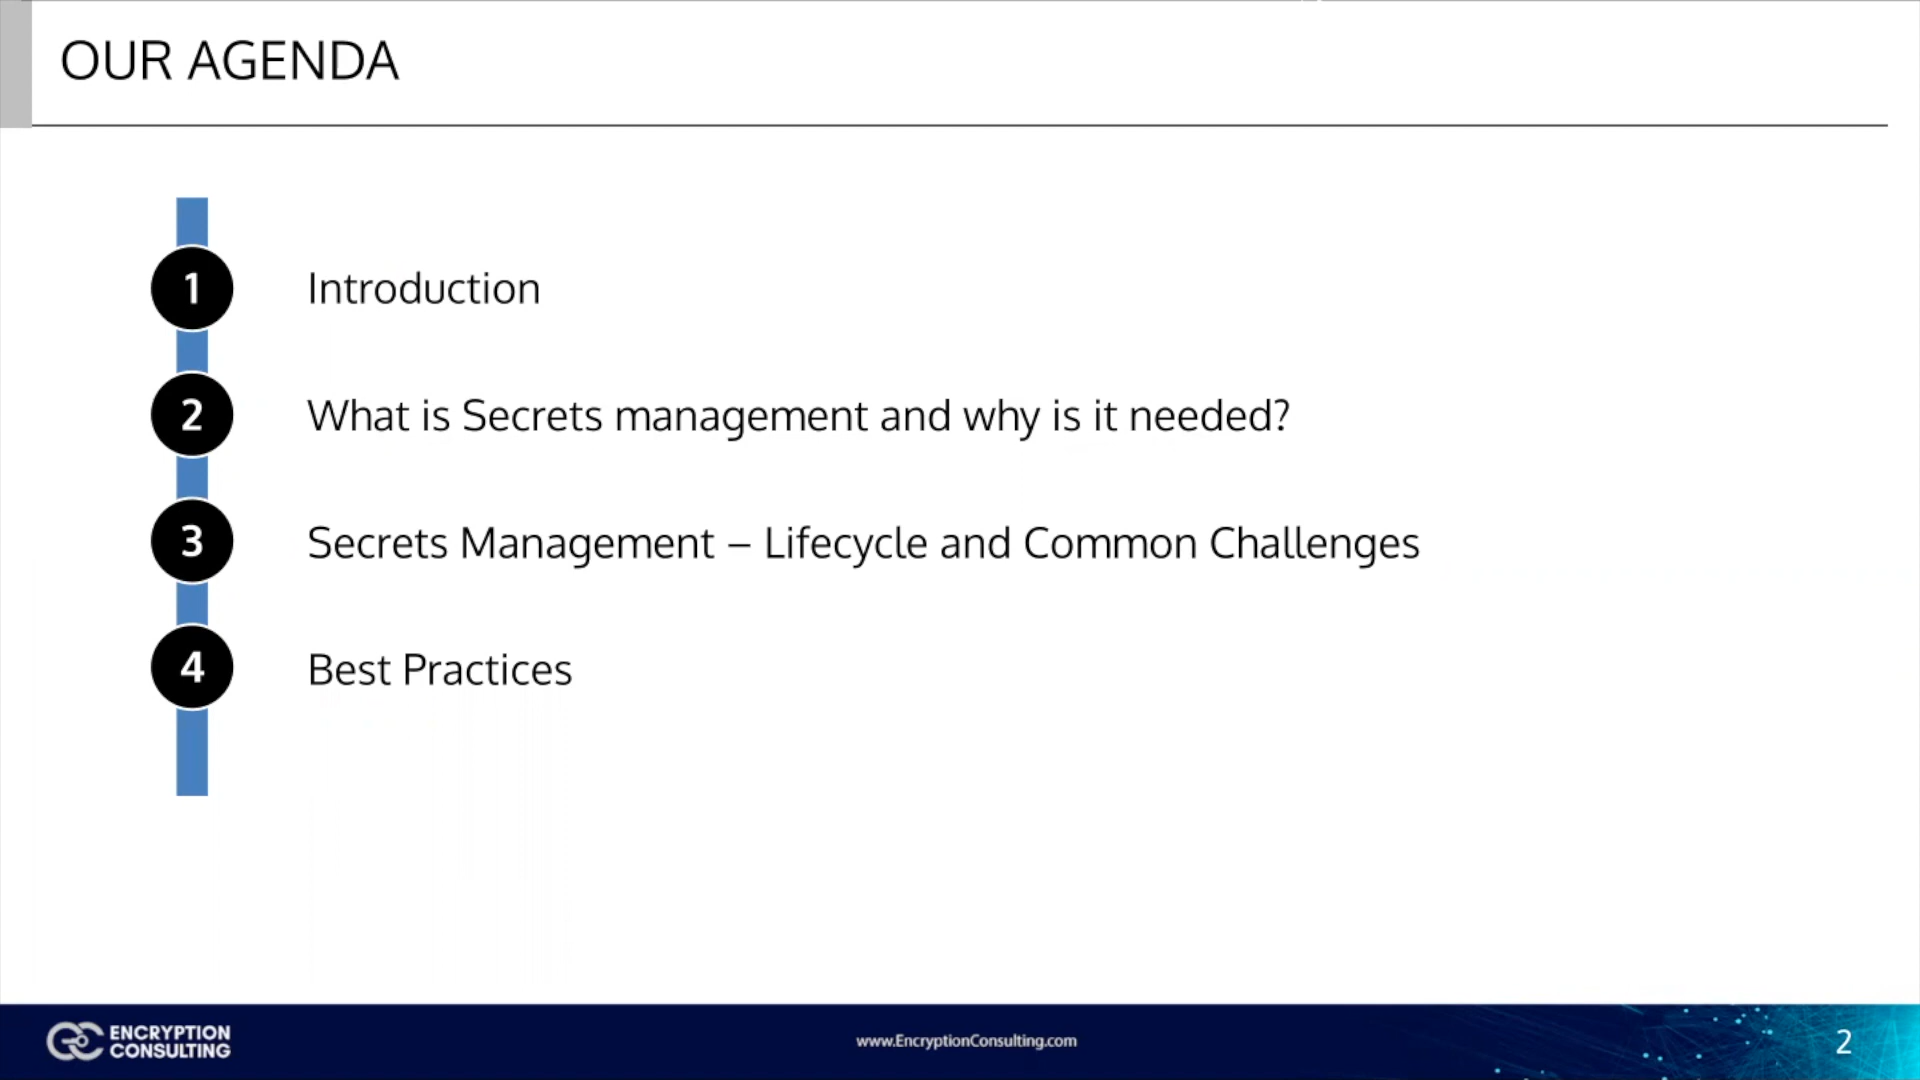 OUR AGENDA
1 Introduction
2 What is Secrets management and why is it needed?
3 Secrets Management – Lifecycle and Common Challenges
4 Best Practices
ENCRYPTION
CONSULTING
www.EncryptionConsulting.com
2